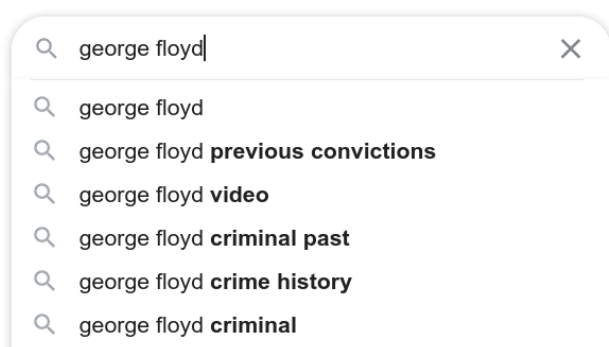 george floyd
george floyd
george floyd previous convictions
george floyd video
george floyd criminal past
george floyd crime history
george floyd criminal